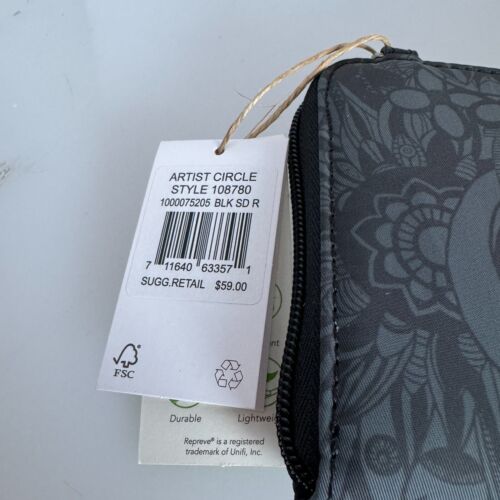 ARTIST CIRCLE
STYLE 108780
1000075205 BLK SD R
7 11640 63357 1
SUGG.RETAIL $59.00
FSC
Durable
Lightweig
Repreve® is a registered
trademark of Unifi, Inc.